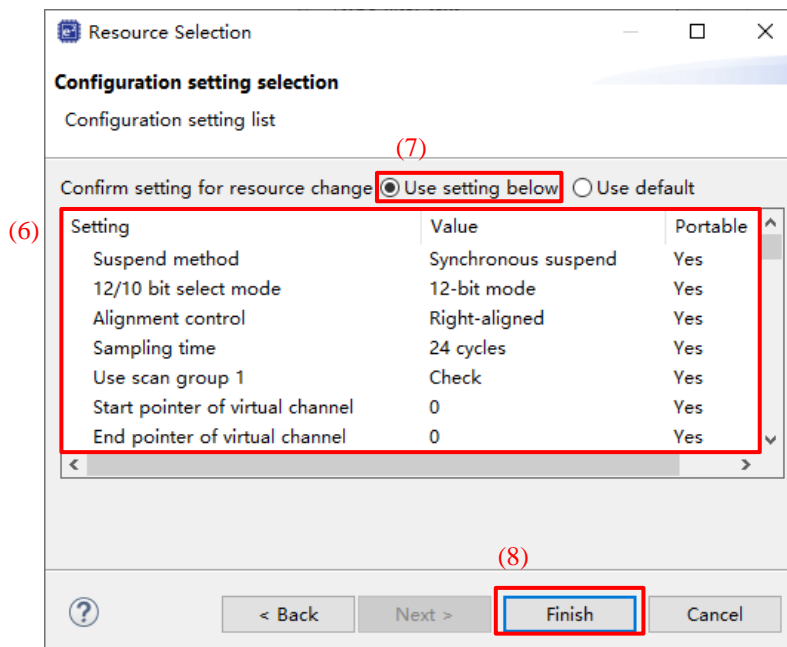 Resource Selection
Configuration setting selection
Configuration setting list
(7)
Confirm setting for resource change Use setting below Use default
(6)
Setting Value Portable
Suspend method Synchronous suspend Yes
12/10 bit select mode 12-bit mode Yes
Alignment control Right-aligned Yes
Sampling time 24 cycles Yes
Use scan group 1 Check Yes
Start pointer of virtual channel 0 Yes
End pointer of virtual channel 0 Yes
(8)
? < Back Next > Finish Cancel